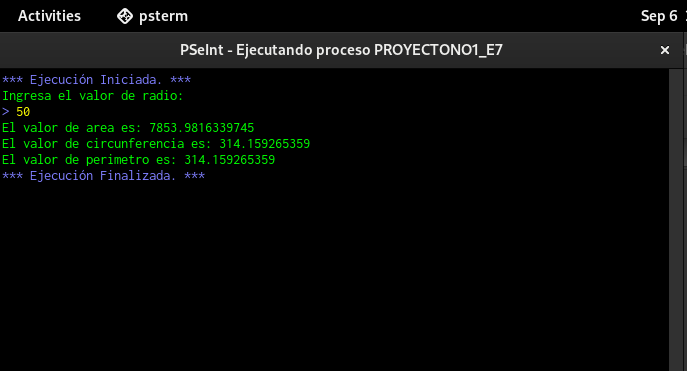 Activities psterm Sep 6
PSeInt - Ejecutando proceso PROYECTONO1_E7 ×
*** Ejecución Iniciada. ***
Ingresa el valor de radio:
> 50
El valor de area es: 7853.9816339745
El valor de circunferencia es: 314.159265359
El valor de perimetro es: 314.159265359
*** Ejecución Finalizada. ***